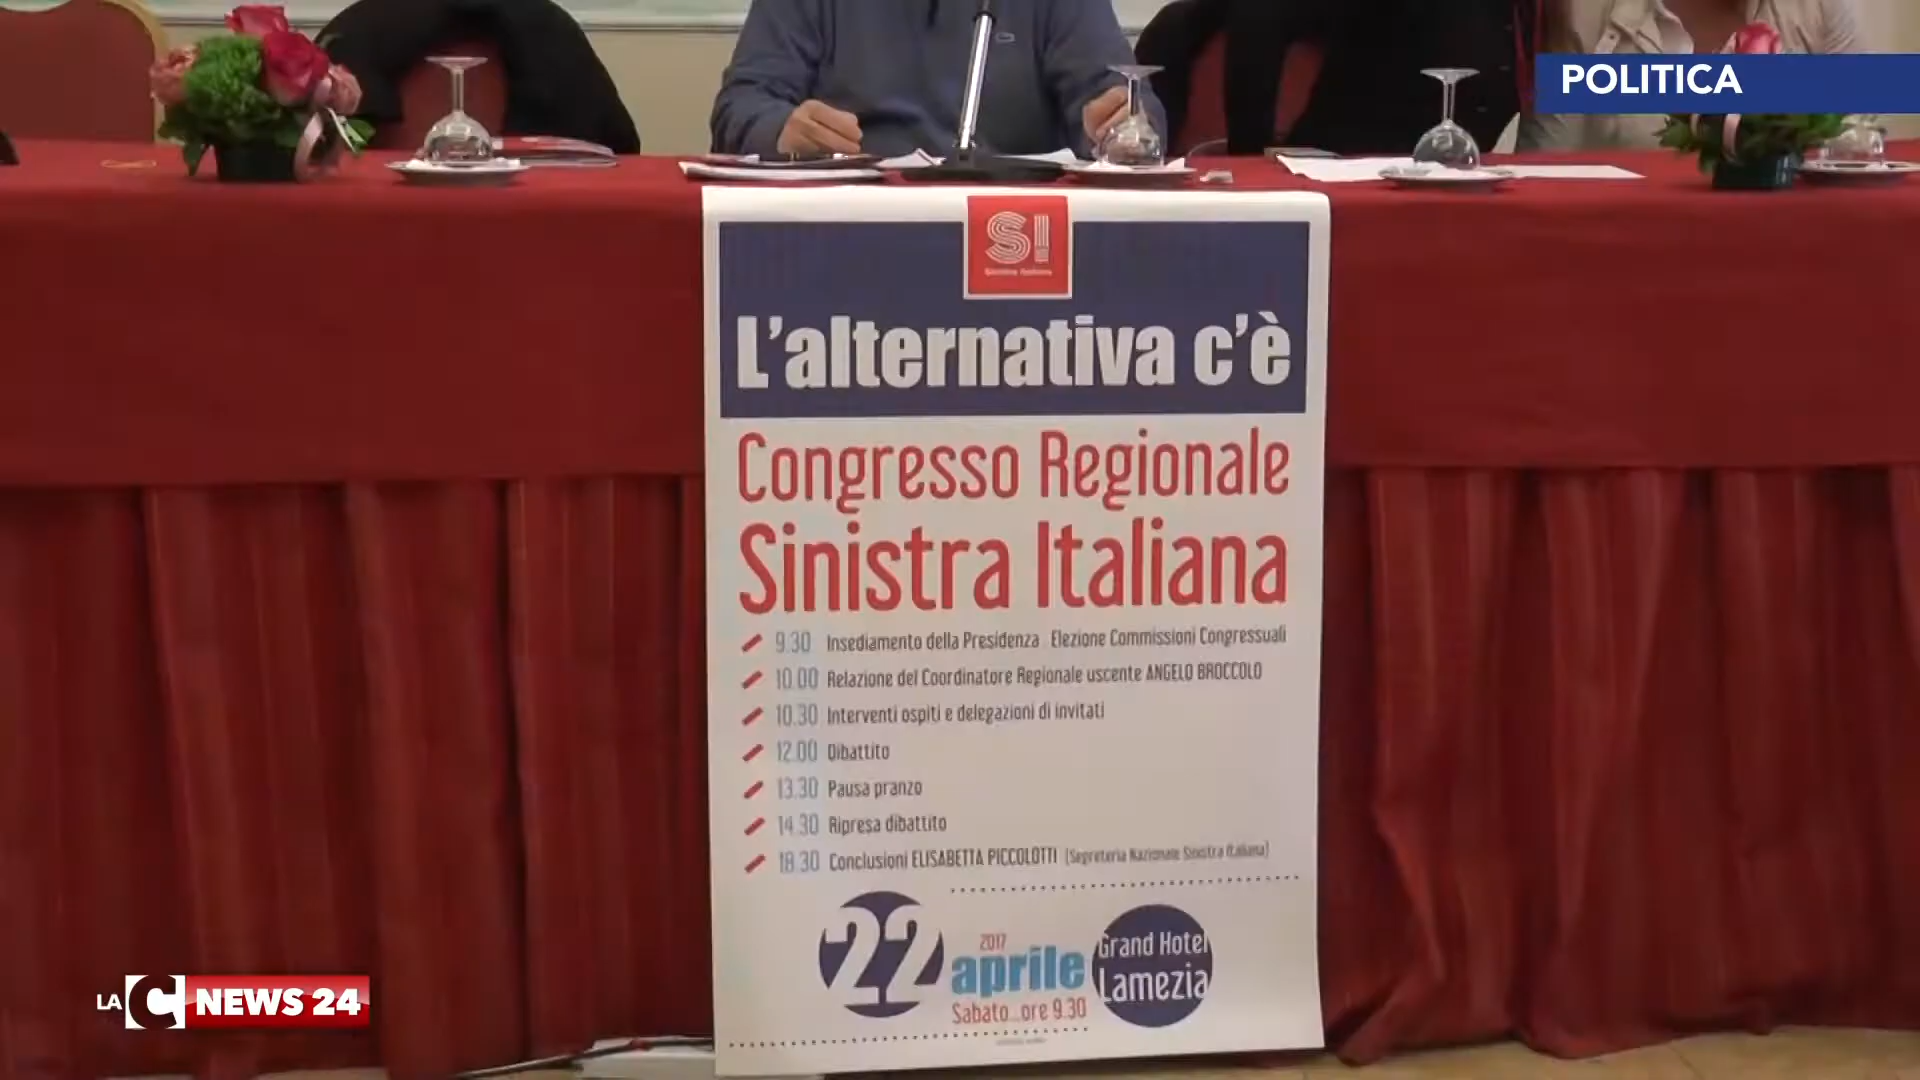 POLITICA
SI
Sinistra Italiana
L'alternativa c'è
Congresso Regionale
Sinistra Italiana
9.30 Insediamento della Presidenza Elezione Commissioni Congressuali
10.00 Relazione del Coordinatore Regionale uscente ANGELO BROCCOLO
10.30 Interventi ospiti e delegazioni di invitati
12.00 Dibattito
13.30 Pausa pranzo
14.30 Ripresa dibattito
18.30 Conclusioni ELISABETTA PICCOLOTTI (Segreteria Nazionale Sinistra Italiana)
22
2017
aprile
Sabato...ore 9.30
Grand Hotel
Lamezia
LA C NEWS 24